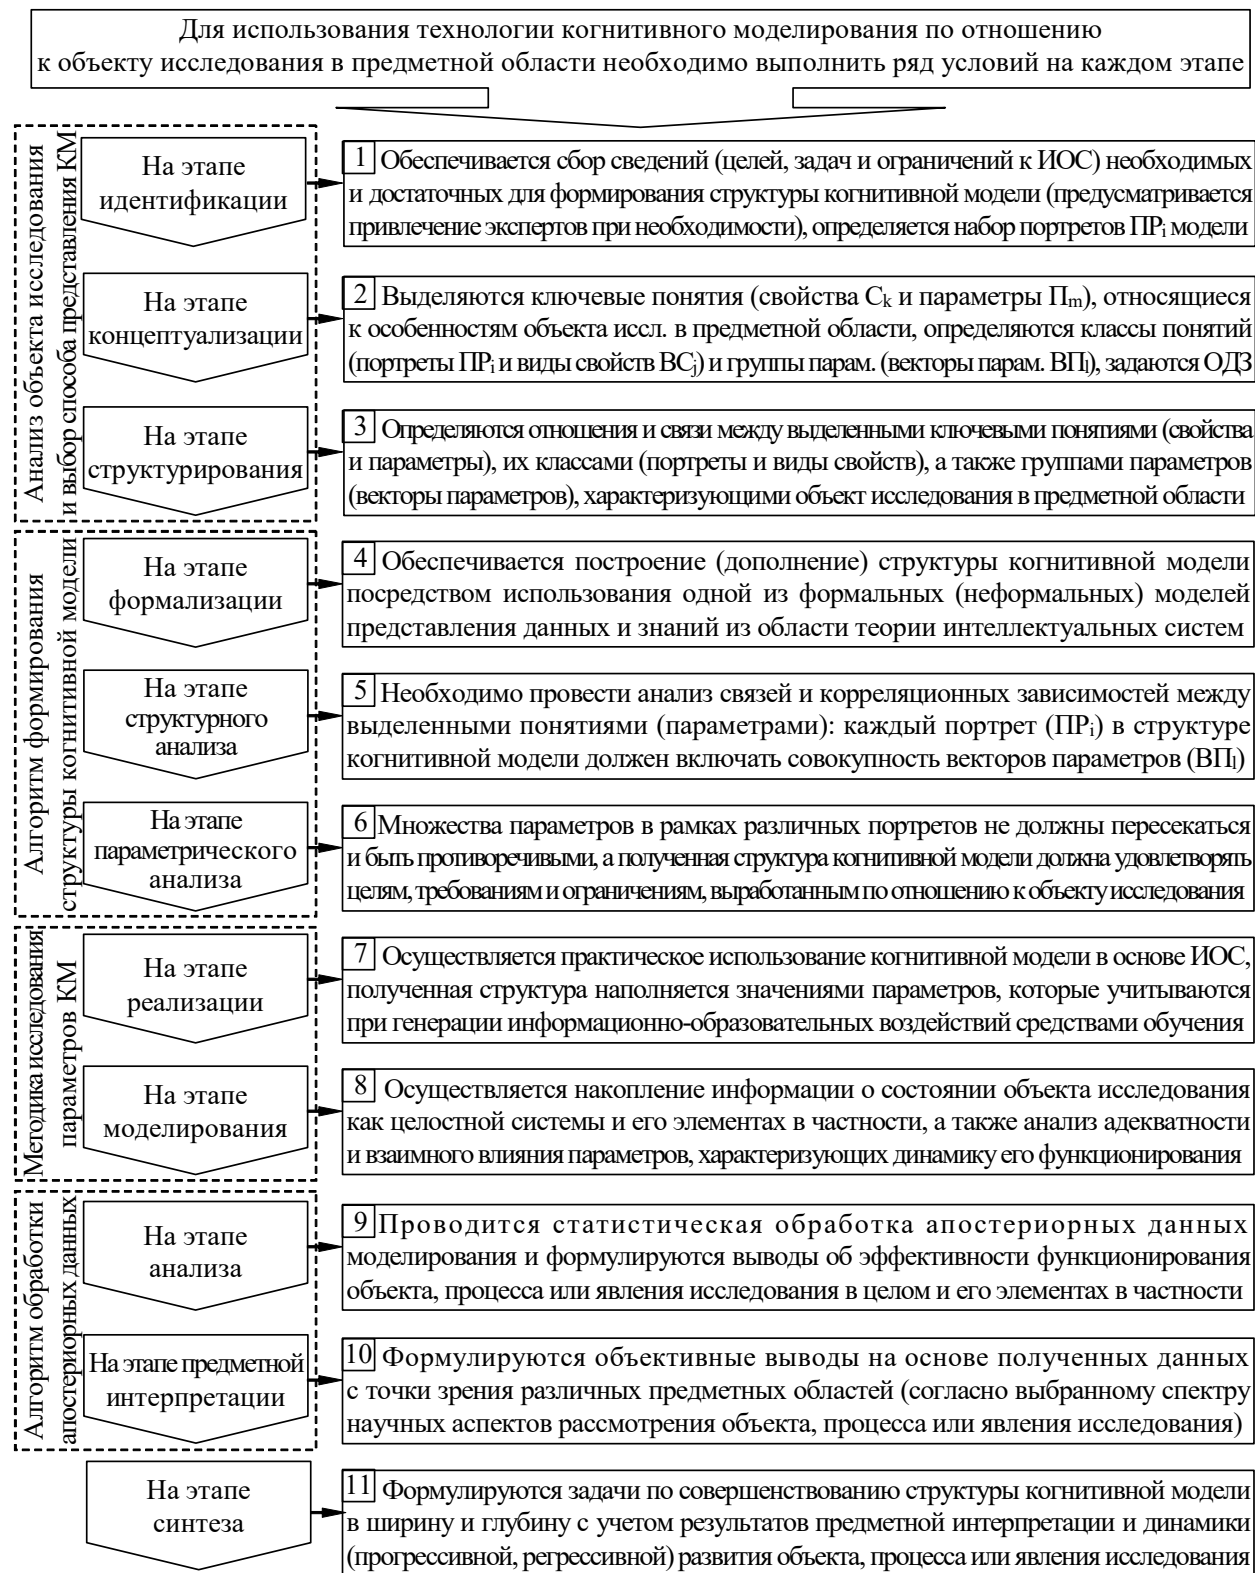 Для использования технологии когнитивного моделирования по отношению
к объекту исследования в предметной области необходимо выполнить ряд условий на каждом этапе
Анализ объекта исследования
и выбор способа представления КМ
На этапе
идентификации
1 Обеспечивается сбор сведений (целей, задач и ограничений к ИОС) необходимых
и достаточных для формирования структуры когнитивной модели (предусматривается
привлечение экспертов при необходимости), определяется набор портретов ПРi модели
На этапе
концептуализации
2 Выделяются ключевые понятия (свойства Сk и параметры Пm), относящиеся
к особенностям объекта иссл. в предметной области, определяются классы понятий
(портреты ПРi и виды свойств ВСj) и группы парам. (векторы парам. ВПl), задаются ОДЗ
На этапе
структурирования
3 Определяются отношения и связи между выделенными ключевыми понятиями (свойства
и параметры), их классами (портреты и виды свойств), а также группами параметров
(векторы параметров), характеризующими объект исследования в предметной области
Алгоритм формирования
структуры когнитивной модели
На этапе
формализации
4 Обеспечивается построение (дополнение) структуры когнитивной модели
посредством использования одной из формальных (неформальных) моделей
представления данных и знаний из области теории интеллектуальных систем
На этапе
структурного
анализа
5 Необходимо провести анализ связей и корреляционных зависимостей между
выделенными понятиями (параметрами): каждый портрет (ПРi) в структуре
когнитивной модели должен включать совокупность векторов параметров (ВПl)
На этапе
параметрического
анализа
6 Множества параметров в рамках различных портретов не должны пересекаться
и быть противоречивыми, а полученная структура когнитивной модели должна удовлетворять
целям, требованиям и ограничениям, выработанным по отношению к объекту исследования
Методика исследования
параметров КМ
На этапе
реализации
7 Осуществляется практическое использование когнитивной модели в основе ИОС,
полученная структура наполняется значениями параметров, которые учитываются
при генерации информационно-образовательных воздействий средствами обучения
На этапе
моделирования
8 Осуществляется накопление информации о состоянии объекта исследования
как целостной системы и его элементах в частности, а также анализ адекватности
и взаимного влияния параметров, характеризующих динамику его функционирования
Алгоритм обработки
апостериорных данных
На этапе
анализа
9 Проводится статистическая обработка апостериорных данных
моделирования и формулируются выводы об эффективности функционирования
объекта, процесса или явления исследования в целом и его элементах в частности
На этапе предметной
интерпретации
10 Формулируются объективные выводы на основе полученных данных
с точки зрения различных предметных областей (согласно выбранному спектру
научных аспектов рассмотрения объекта, процесса или явления исследования)
На этапе
синтеза
11 Формулируются задачи по совершенствованию структуры когнитивной модели
в ширину и глубину с учетом результатов предметной интерпретации и динамики
(прогрессивной, регрессивной) развития объекта, процесса или явления исследования